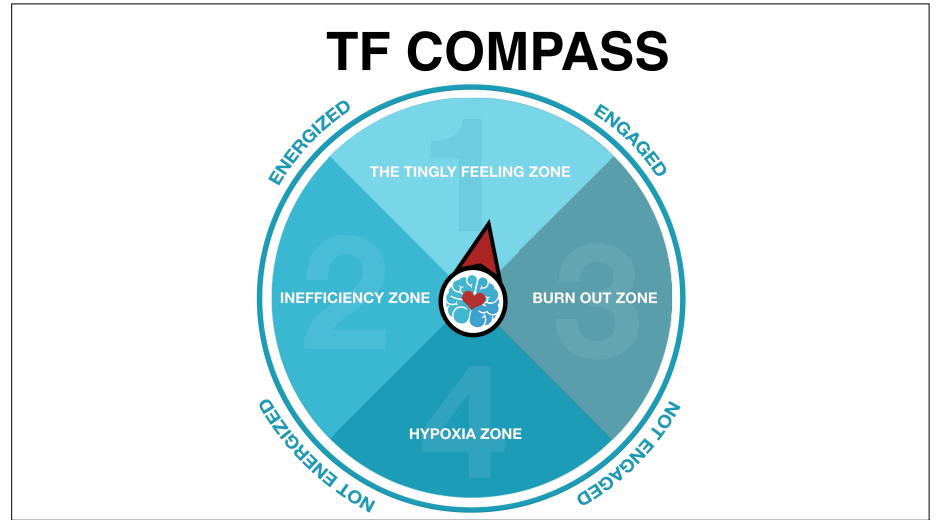 TF COMPASS
ENERGIZED
ENGAGED
1
THE TINGLY FEELING ZONE
2
INEFFICIENCY ZONE
3
BURN OUT ZONE
4
HYPOXIA ZONE
NOT ENERGIZED
NOT ENGAGED